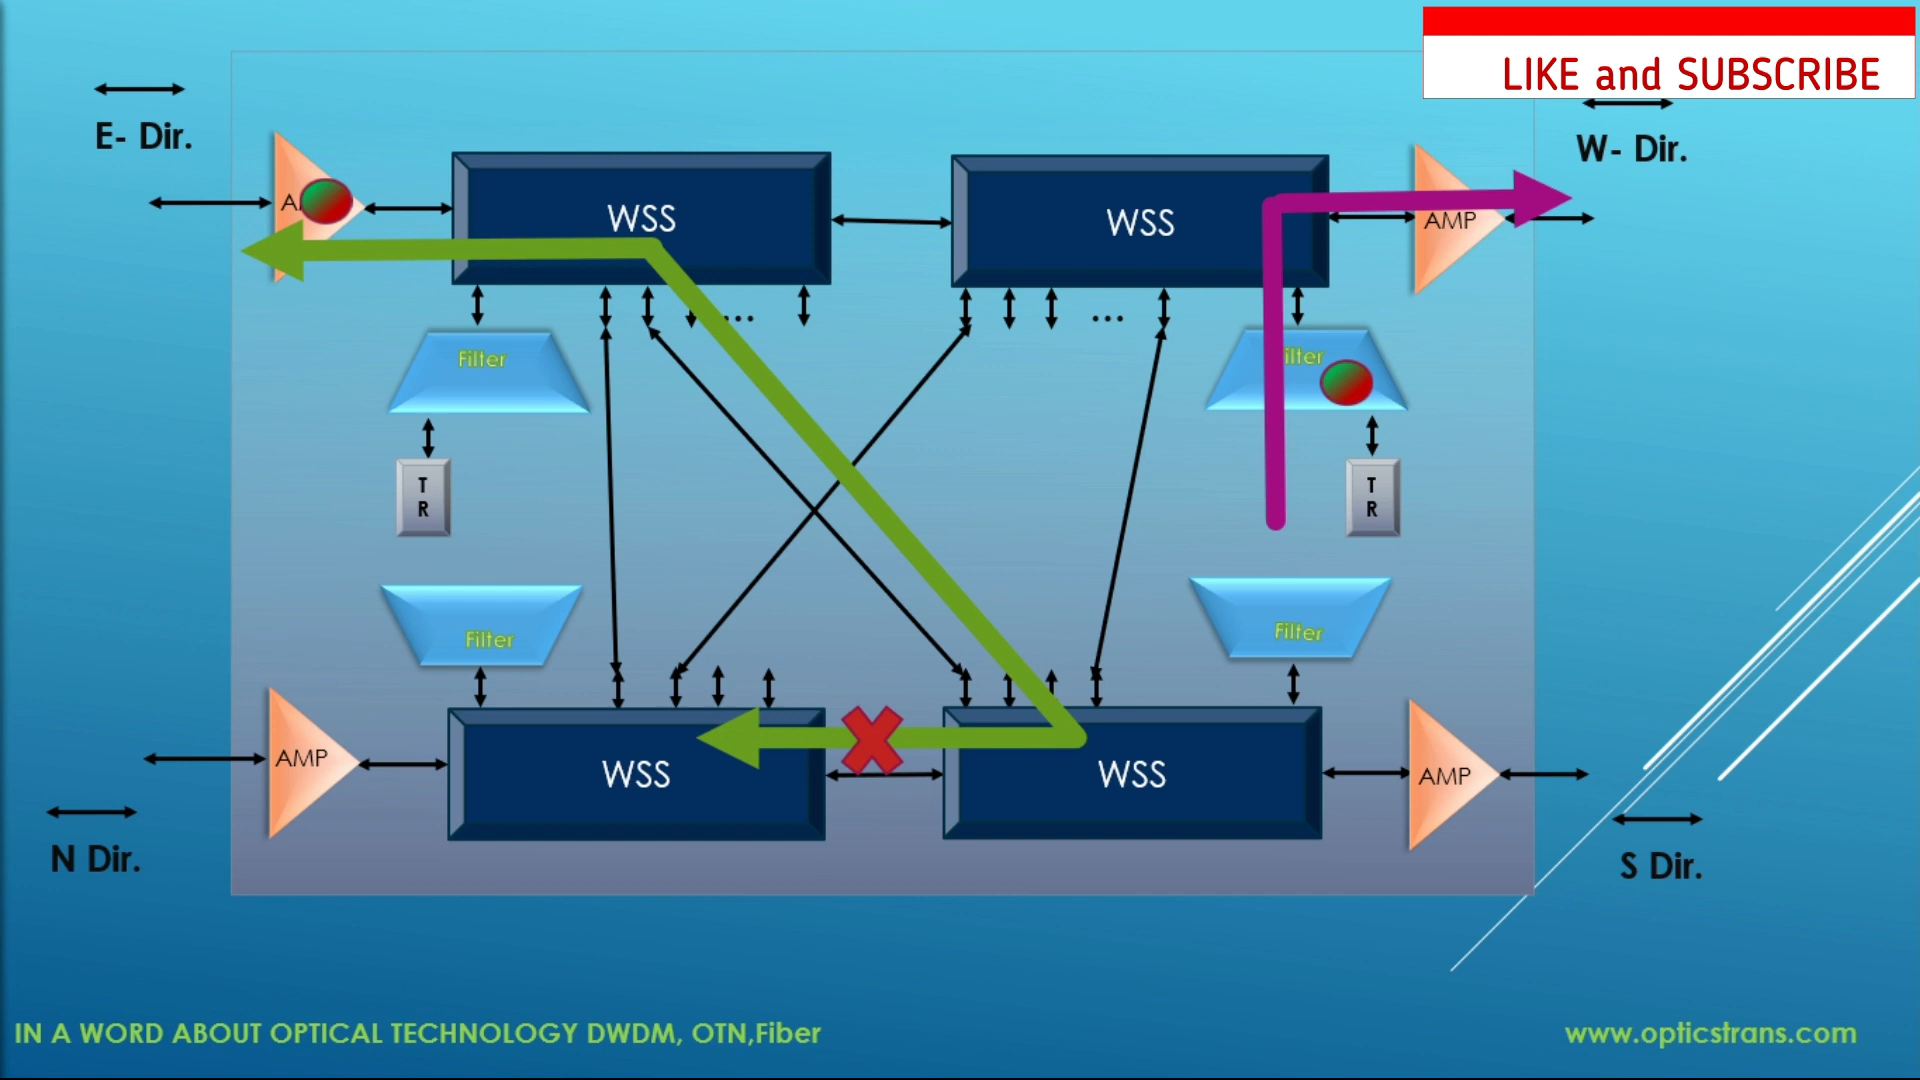 LIKE and SUBSCRIBE
E- Dir.
W- Dir.
WSS
WSS
AMP
Filter
T
R
T
R
Filter
Filter
AMP
WSS
WSS
AMP
N Dir.
S Dir.
IN A WORD ABOUT OPTICAL TECHNOLOGY DWDM, OTN,Fiber
www.opticstrans.com